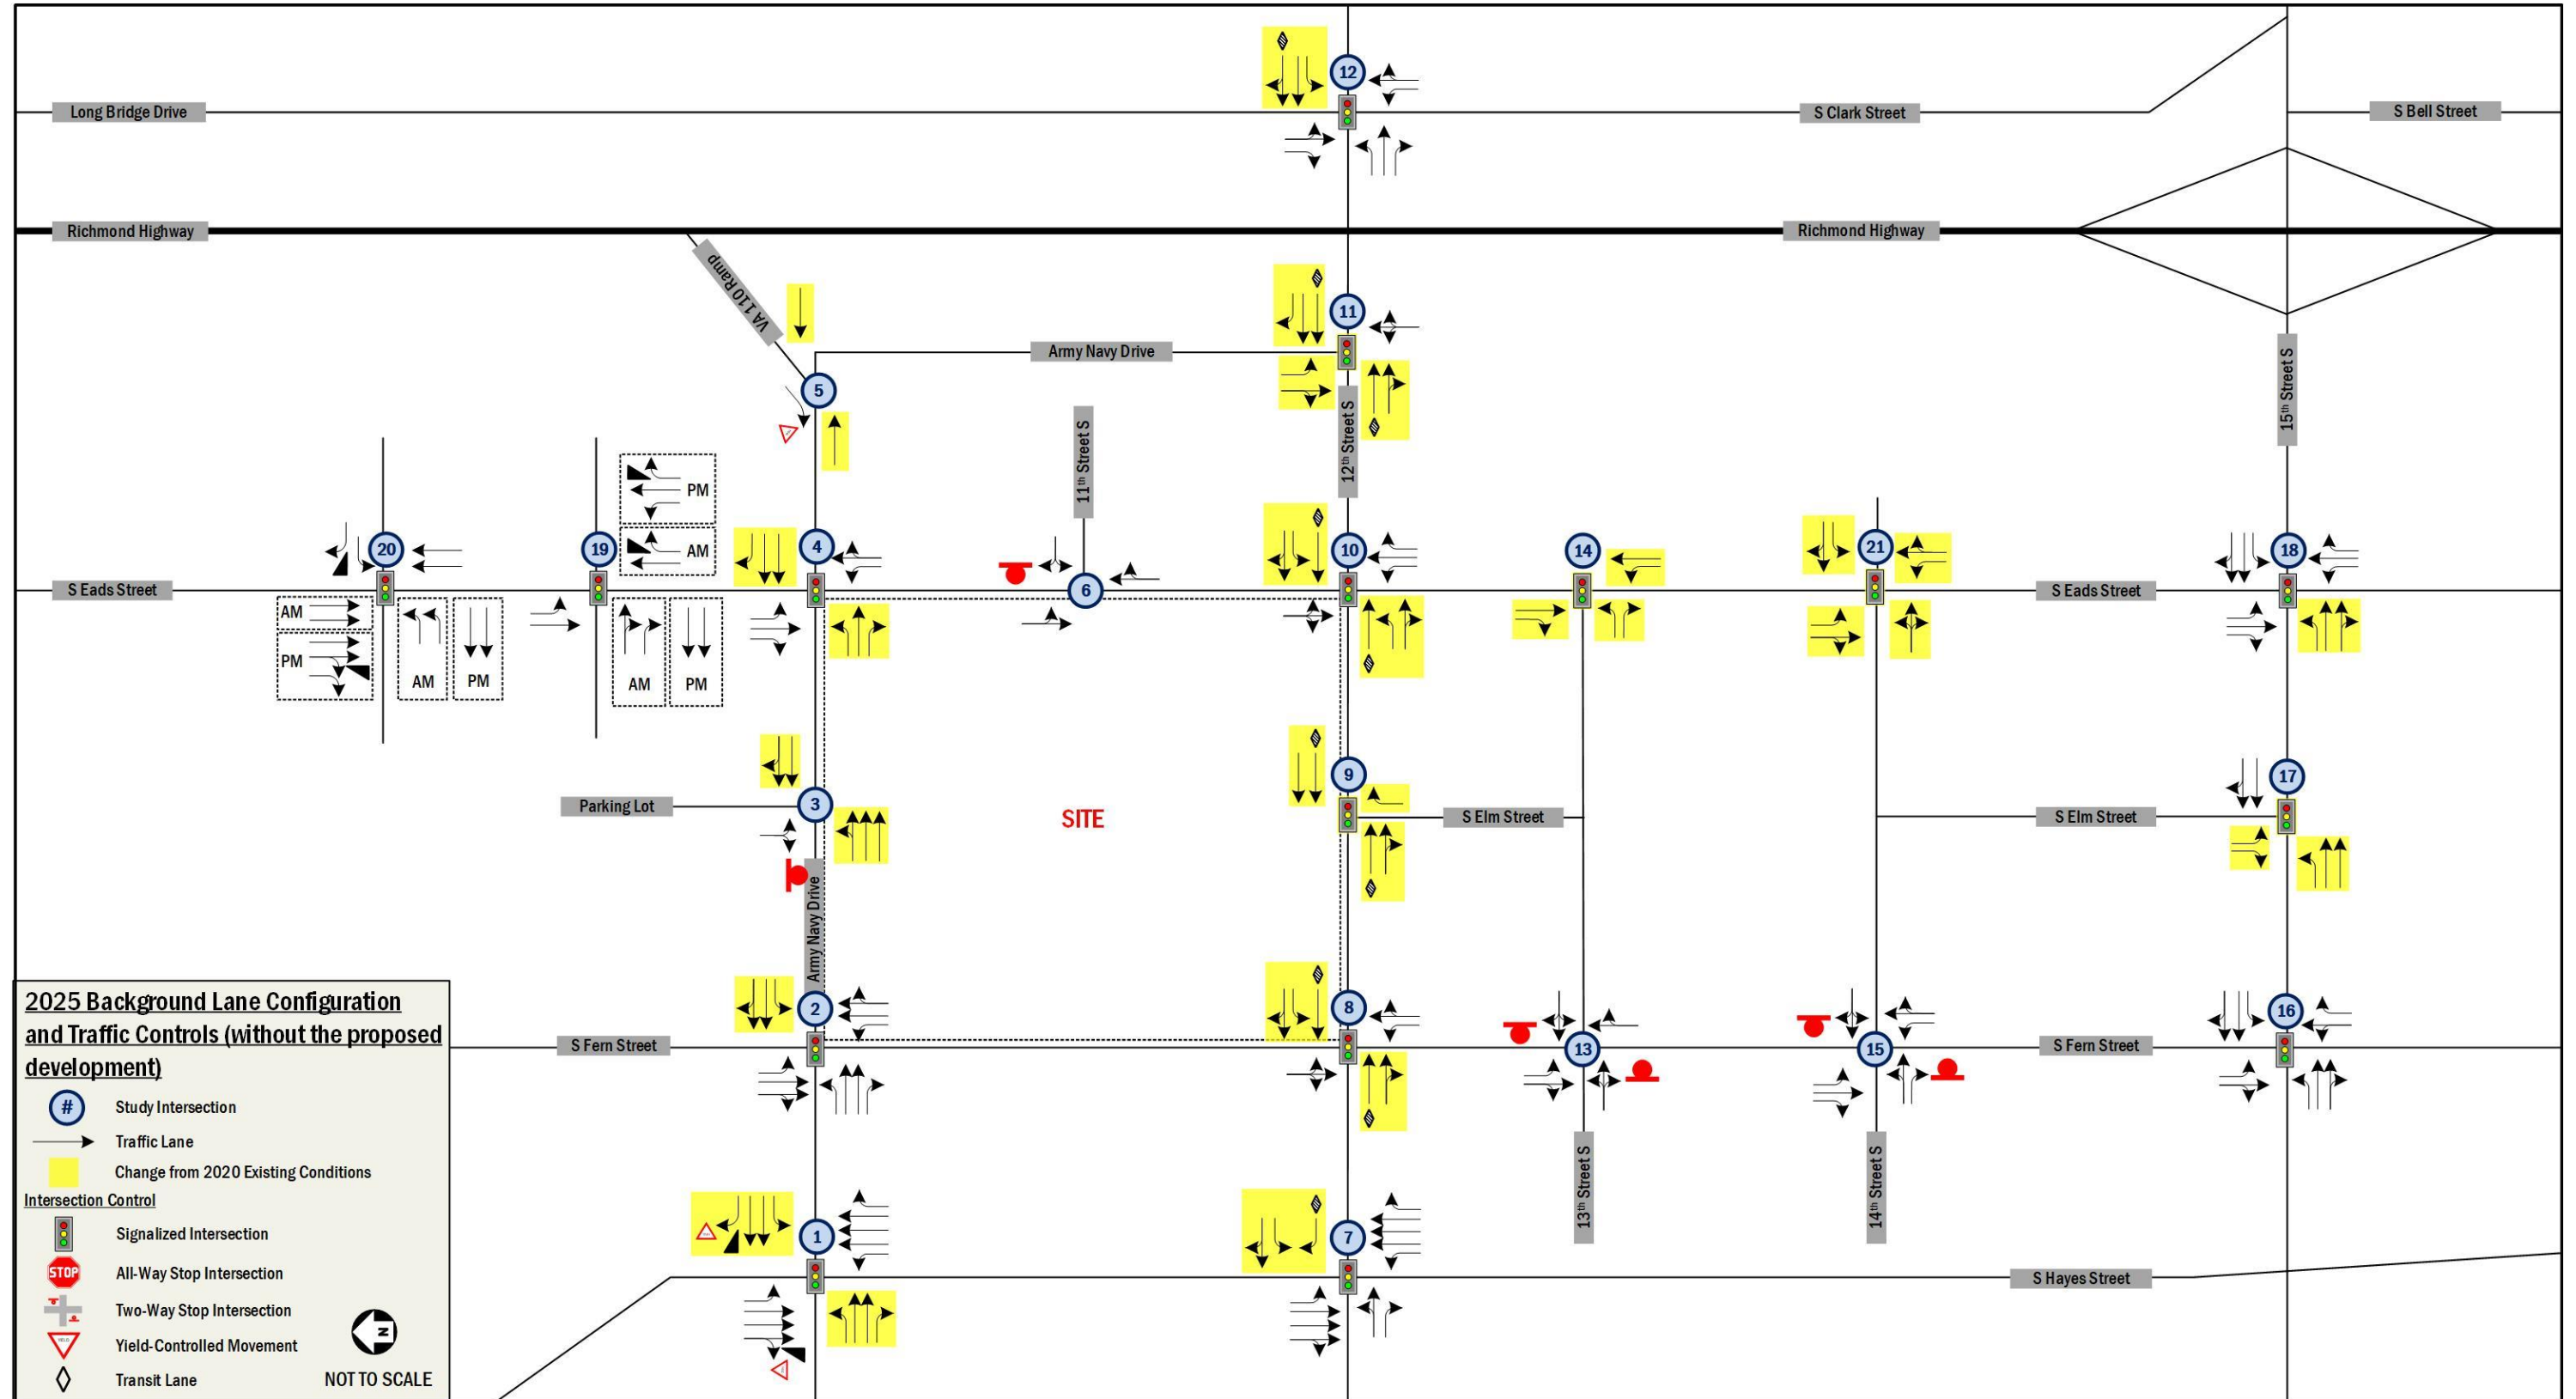 12
Long Bridge Drive
S Clark Street
S Bell Street
Richmond Highway
Richmond Highway
VA 110 Ramp
11
Army Navy Drive
5
15th Street S
12th Street S
11th Street S
PM
AM
20
19
4
10
14
21
18
S Eads Street
6
S Eads Street
AM
PM
AM
PM
AM
PM
9
17
3
Parking Lot
SITE
S Elm Street
S Elm Street
Army Navy Drive
2
8
13
15
16
S Fern Street
S Fern Street
13th Street S
14th Street S
1
7
S Hayes Street
2025 Background Lane Configuration
and Traffic Controls (without the proposed
development)
# Study Intersection
Traffic Lane
Change from 2020 Existing Conditions
Intersection Control
Signalized Intersection
STOP All-Way Stop Intersection
Two-Way Stop Intersection
Yield-Controlled Movement
N
Transit Lane
NOT TO SCALE